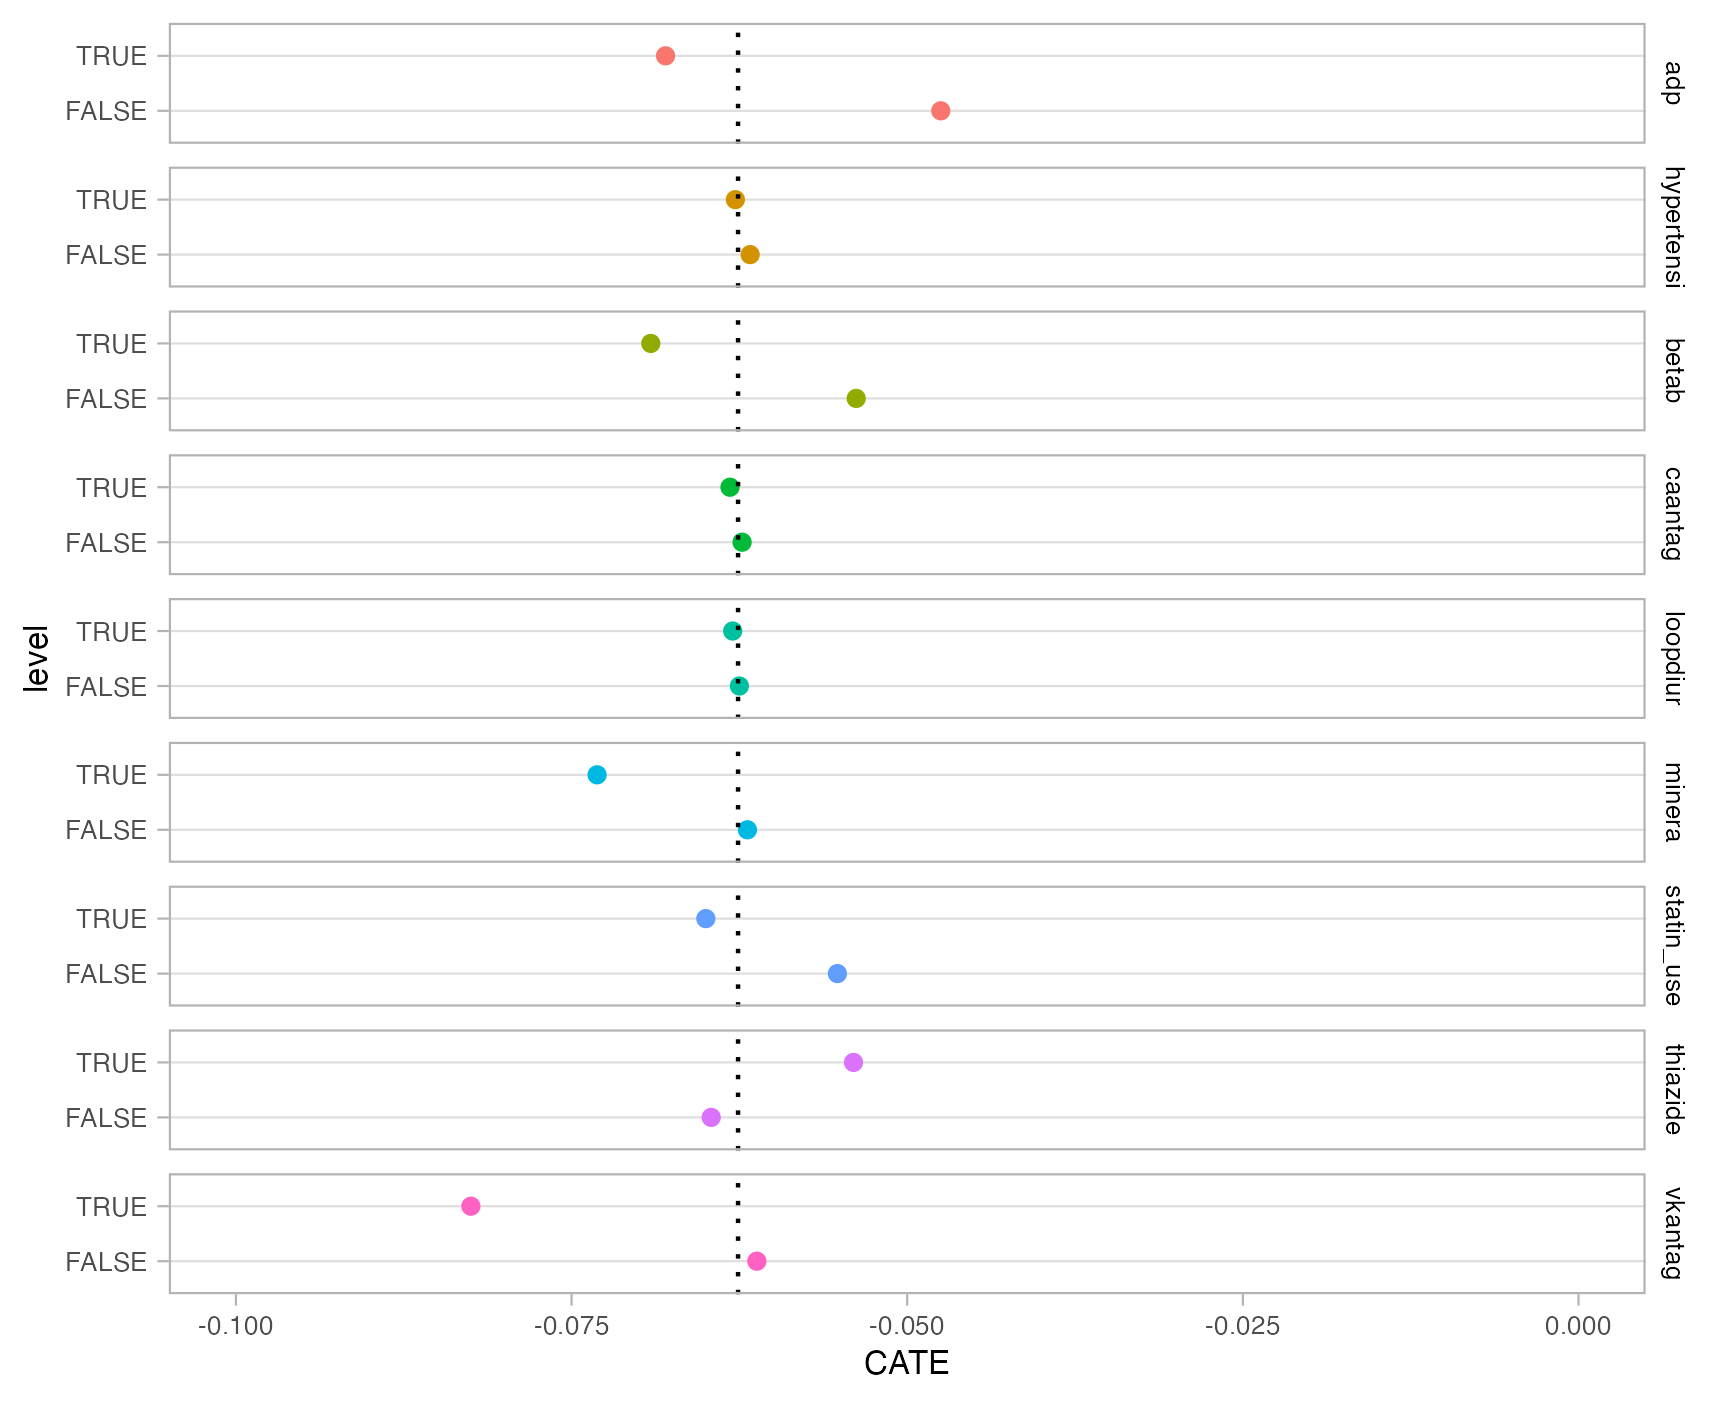 TRUE
FALSE
adp
TRUE
FALSE
hypertensi
TRUE
FALSE
betab
TRUE
FALSE
caantag
level
TRUE
FALSE
loopdiur
TRUE
FALSE
minera
TRUE
FALSE
statin_use
TRUE
FALSE
thiazide
TRUE
FALSE
vkantag
-0.100 -0.075 -0.050 -0.025 0.000
CATE